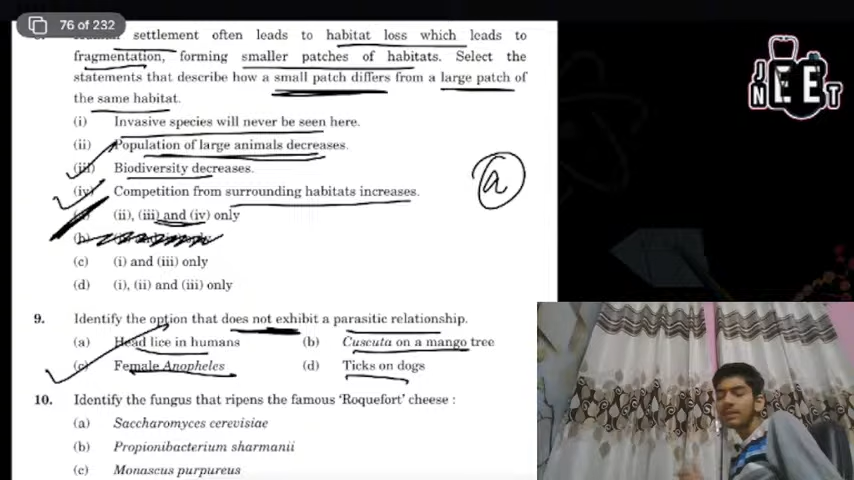 76 of 232
settlement often leads to habitat loss which leads to
fragmentation, forming smaller patches of habitats. Select the
statements that describe how a small patch differs from a large patch of
the same habitat.
(i) Invasive species will never be seen here.
(ii) Population of large animals decreases.
(iii) Biodiversity decreases.
(iv) Competition from surrounding habitats increases.
(ii), (iii) and (iv) only
(b)
(c) (i) and (iii) only
(d) (i), (ii) and (iii) only
a
9. Identify the option that does not exhibit a parasitic relationship.
(a) Head lice in humans (b) Cuscuta on a mango tree
(c) Female Anopheles (d) Ticks on dogs
10. Identify the fungus that ripens the famous 'Roquefort' cheese :
(a) Saccharomyces cerevisiae
(b) Propionibacterium sharmanii
(c) Monascus purpureus
J
NEET